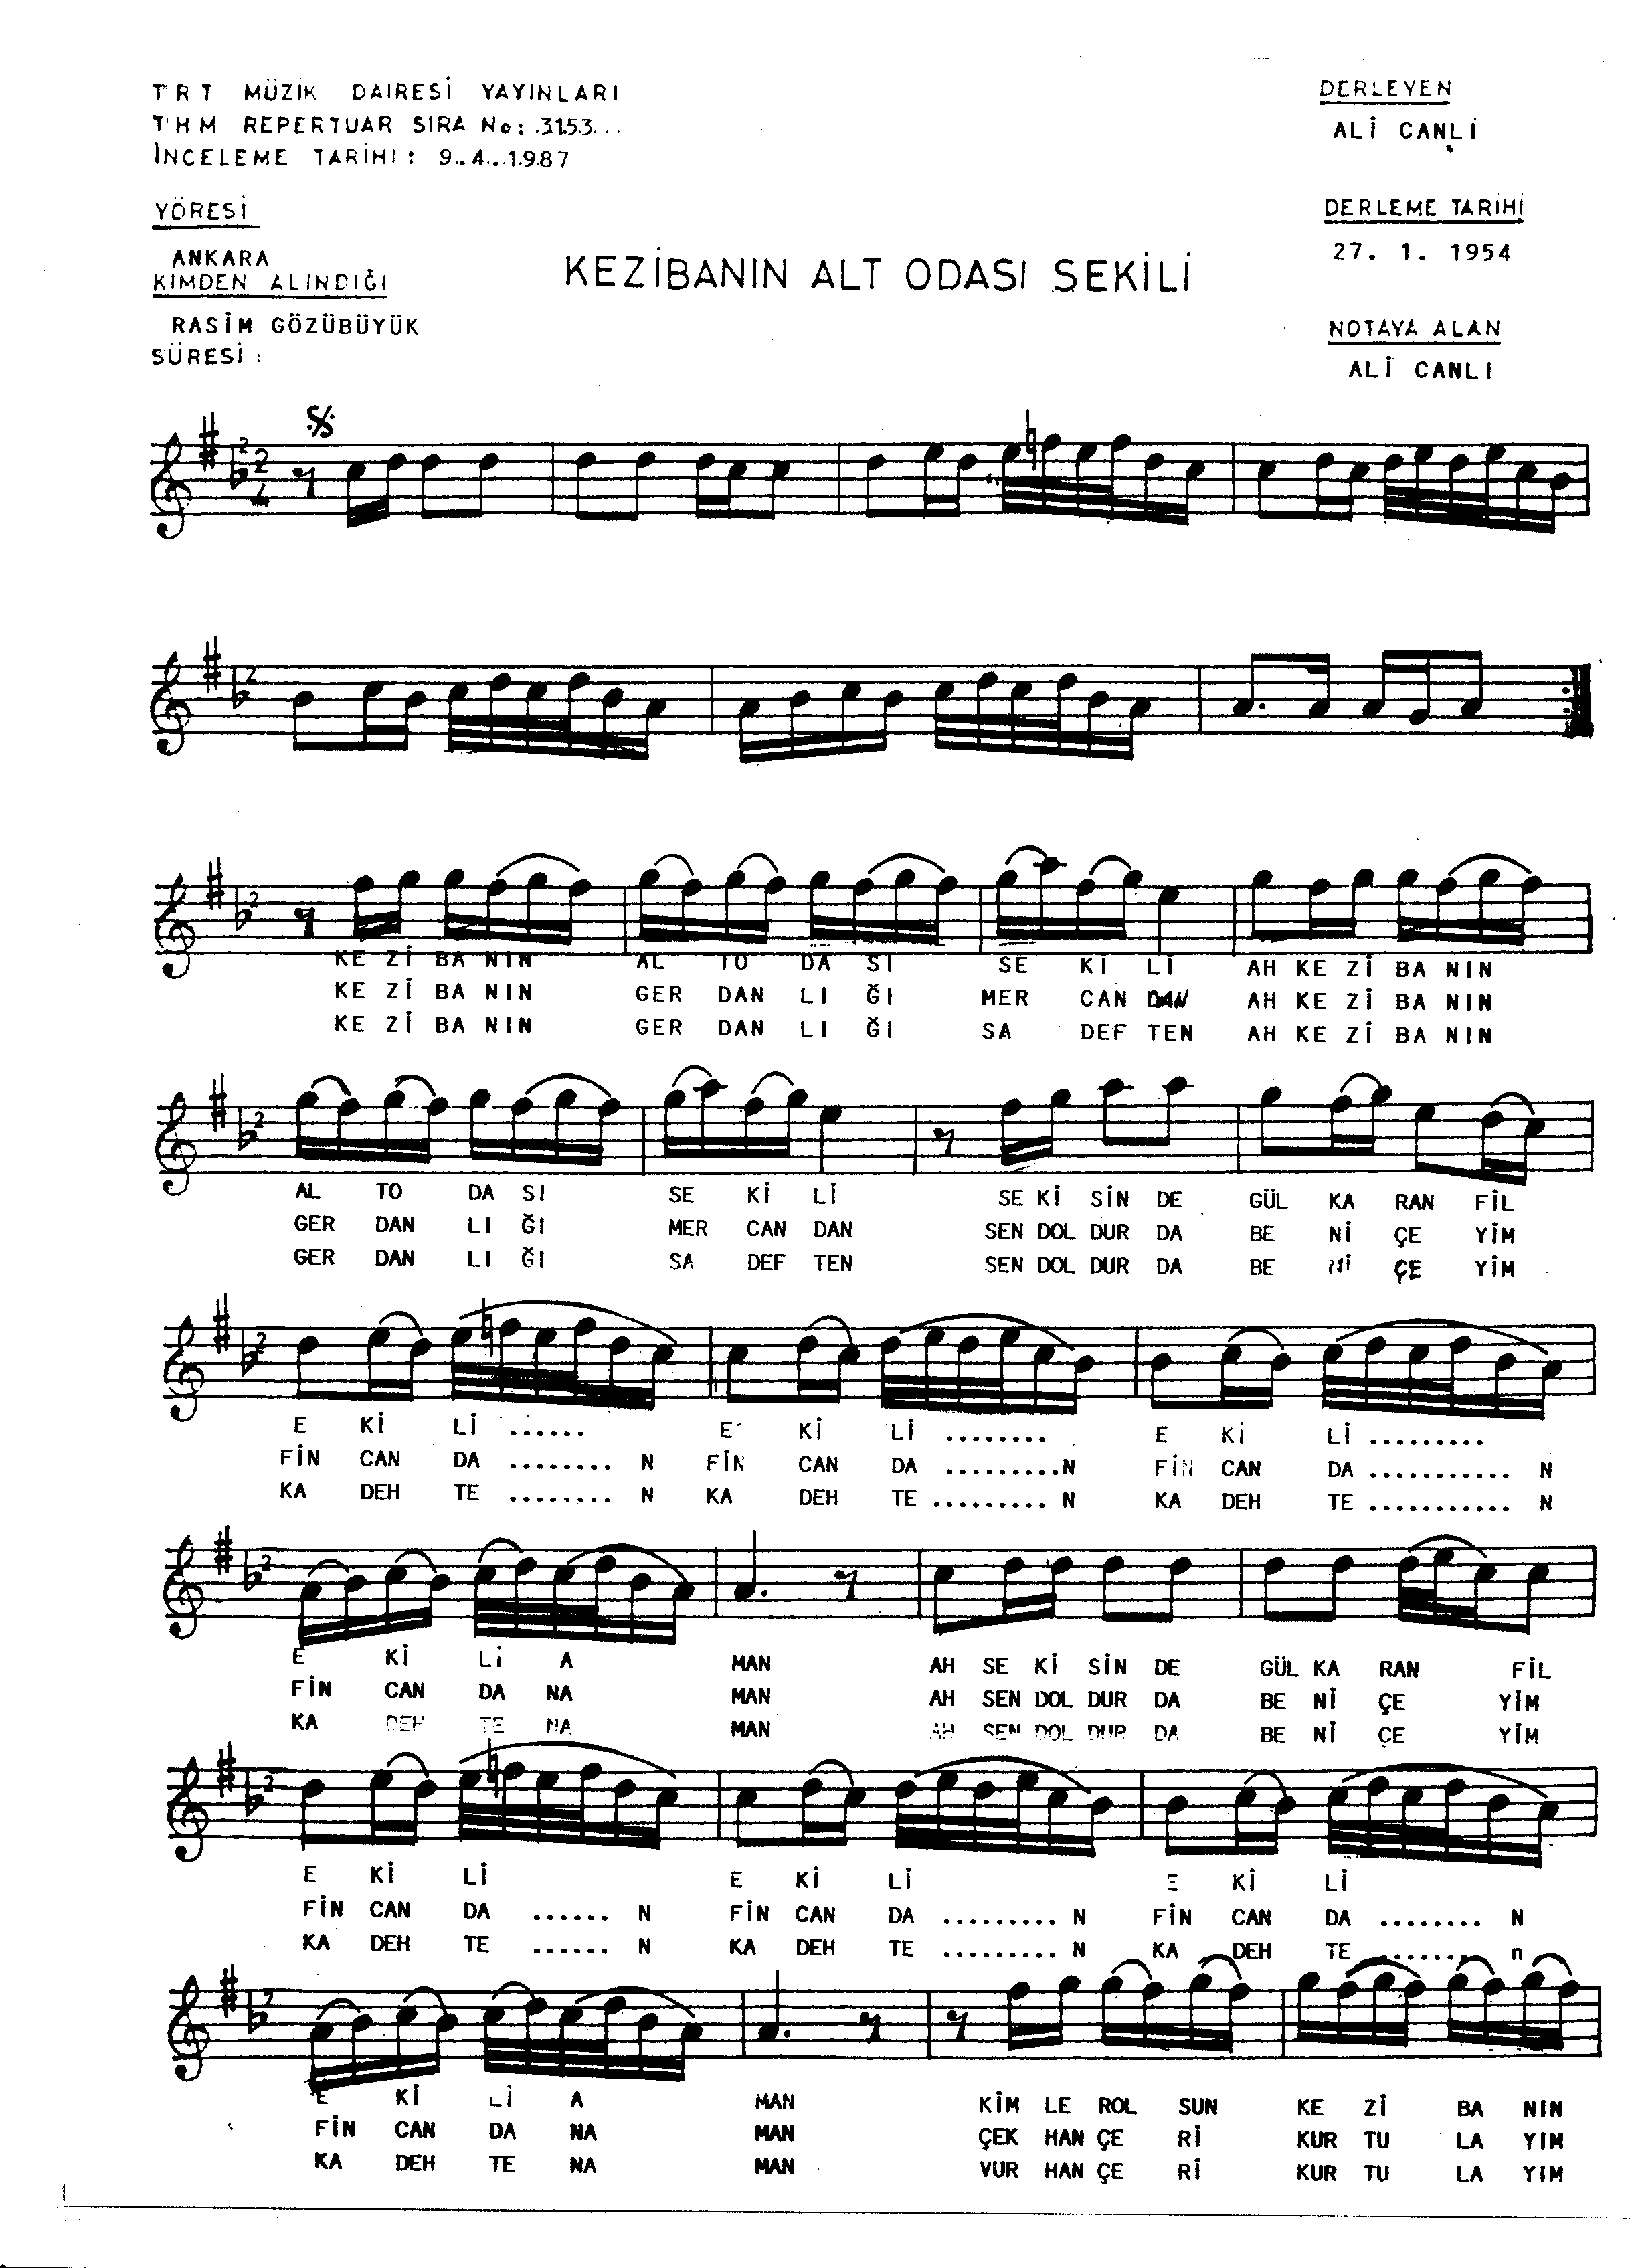 TRT MÜZİK DAİRESİ YAYINLARI
THM REPERTUAR SIRA No: .3153...
İNCELEME TARİHİ: 9..4...1.987
DERLEYEN
ALİ CANLI
YÖRESİ
ANKARA
KİMDEN ALINDIĞI
RASİM GÖZÜBÜYÜK
SÜRESİ :
KEZİBANIN ALT ODASI SEKİLİ
DERLEME TARİHİ
27. 1. 1954
NOTAYA ALAN
ALİ CANLI
KE Zİ BA NIN AL TO DA SI SE Kİ Lİ AH KE Zİ BA NIN
KE Zİ BA NIN GER DAN LI ĞI MER CAN DAN AH KE Zİ BA NIN
KE Zİ BA NIN GER DAN LI ĞI SA DEF TEN AH KE Zİ BA NIN
AL TO DA SI SE Kİ Lİ SE Kİ SİN DE GÜL KA RAN FİL
GER DAN LI ĞI MER CAN DAN SEN DOL DUR DA BE Nİ ÇE YİM
GER DAN LI ĞI SA DEF TEN SEN DOL DUR DA BE Nİ ÇE YİM
E Kİ Lİ ...... E Kİ Lİ ........ E Kİ Lİ .........
FİN CAN DA ........ N FİN CAN DA ..........N FİN CAN DA ........... N
KA DEH TE ........ N KA DEH TE .......... N KA DEH TE ........... N
E Kİ Lİ A MAN AH SE Kİ SİN DE GÜL KA RAN FİL
FİN CAN DA NA MAN AH SEN DOL DUR DA BE Nİ ÇE YİM
KA DEH TE NA MAN AH SEN DOL DUR DA BE Nİ ÇE YİM
E Kİ Lİ E Kİ Lİ E Kİ Lİ
FİN CAN DA ...... N FİN CAN DA ......... N FİN CAN DA ........ N
KA DEH TE ...... N KA DEH TE ......... N KA DEH TE ........ n
E Kİ Lİ A MAN KİM LE ROL SUN KE Zİ BA NIN
FİN CAN DA NA MAN ÇEK HAN ÇE Rİ KUR TU LA YIM
KA DEH TE NA MAN VUR HAN ÇE Rİ KUR TU LA YIM